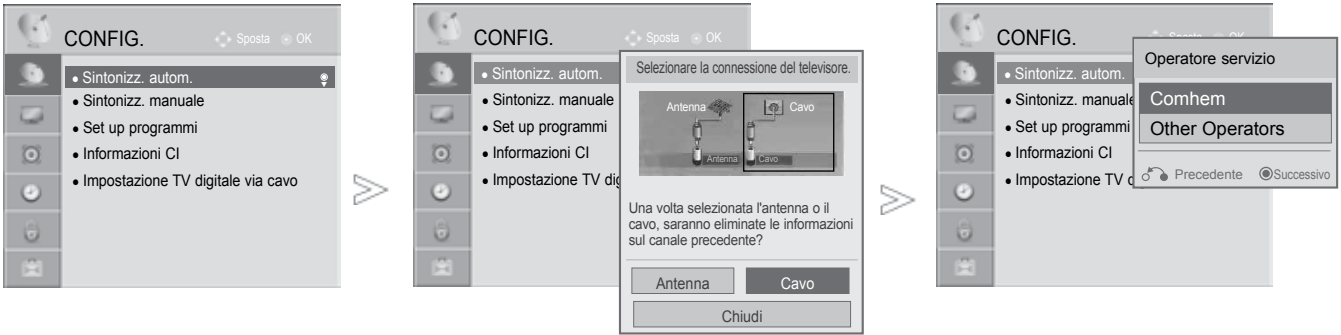 CONFIG.
Sposta OK
• Sintonizz. autom.
• Sintonizz. manuale
• Set up programmi
• Informazioni CI
• Impostazione TV digitale via cavo
CONFIG.
Sposta OK
• Sintonizz. autom.
• Sintonizz. manuale
• Set up programmi
• Informazioni CI
• Impostazione TV dig
Selezionare la connessione del televisore.
Antenna Cavo
Antenna Cavo
Una volta selezionata l'antenna o il
cavo, saranno eliminate le informazioni
sul canale precedente?
Antenna Cavo
Chiudi
CONFIG.
• Sintonizz. autom.
• Sintonizz. manuale
• Set up programmi
• Informazioni CI
• Impostazione TV d
Operatore servizio
Comhem
Other Operators
Precedente Successivo